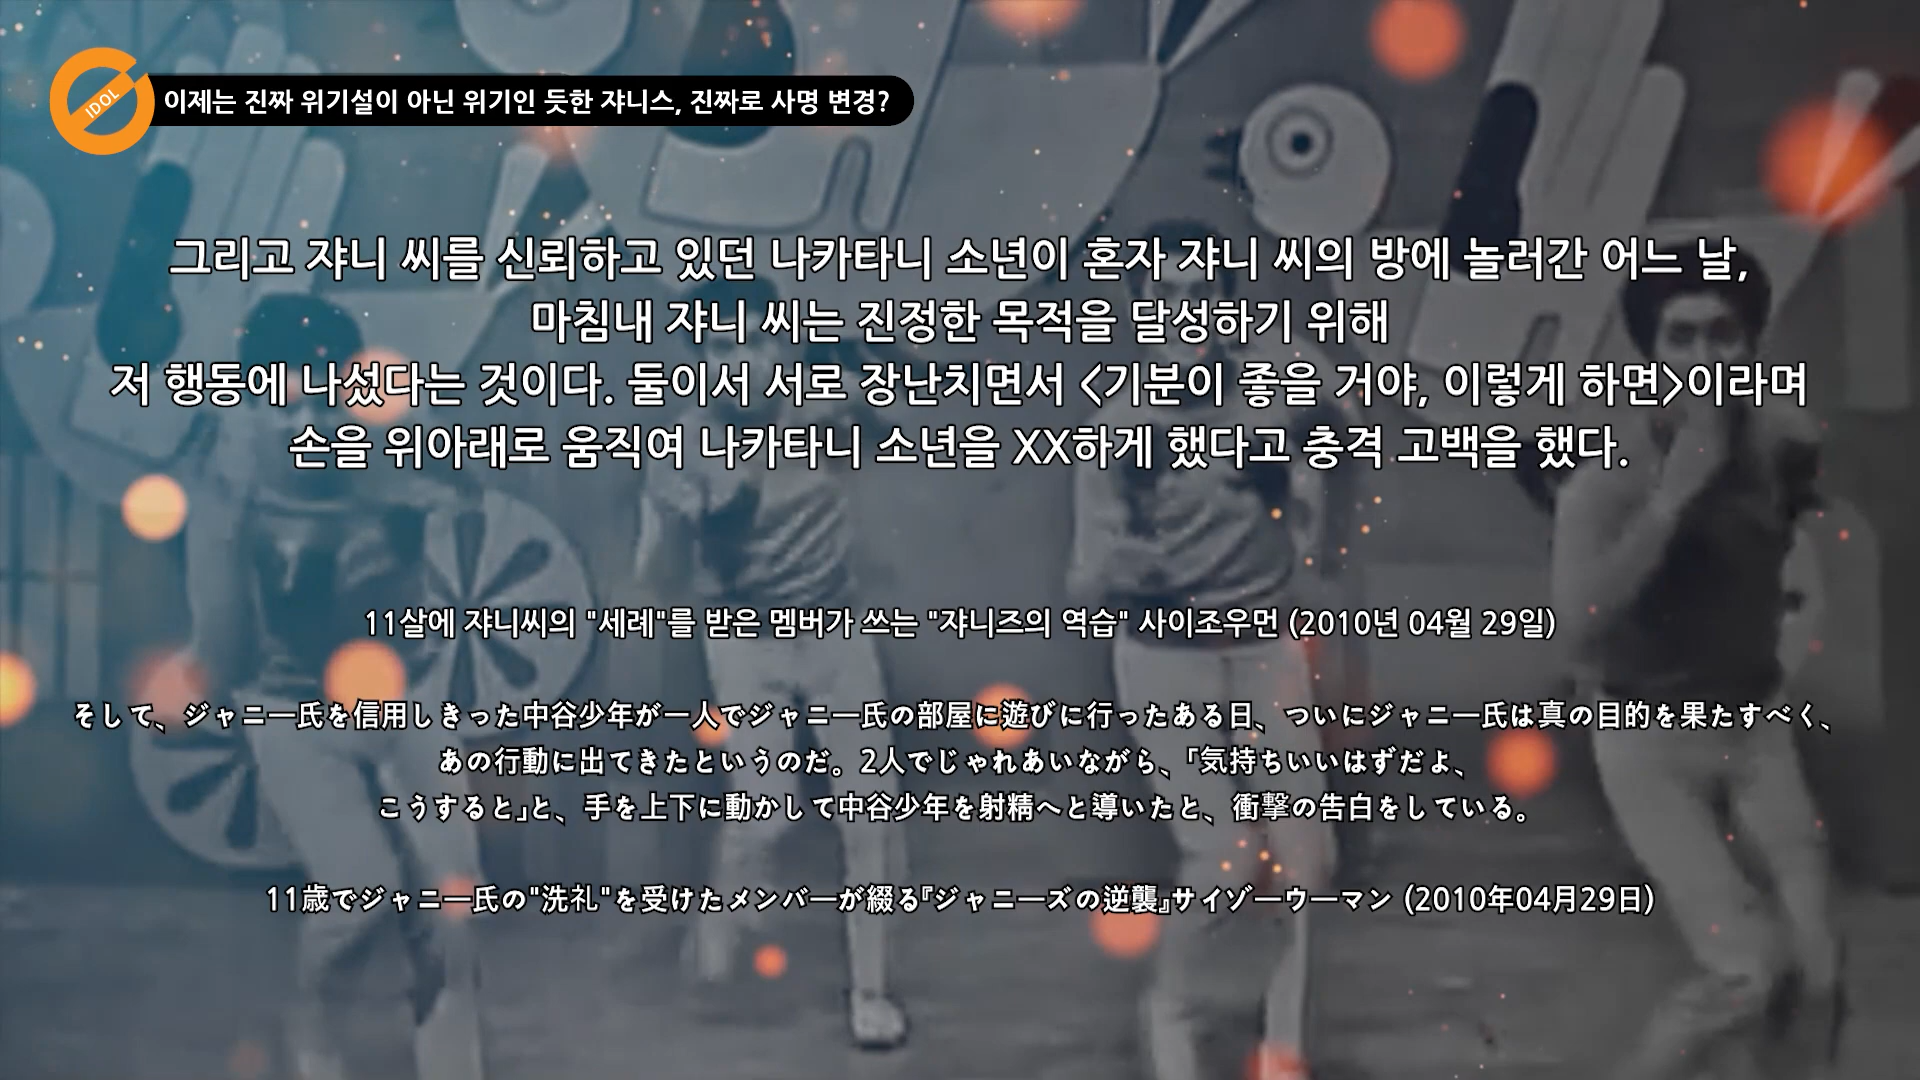 IDOL
이제는 진짜 위기설이 아닌 위기인 듯한 쟈니스, 진짜로 사명 변경?
그리고 쟈니 씨를 신뢰하고 있던 나카타니 소년이 혼자 쟈니 씨의 방에 놀러간 어느 날,
마침내 쟈니 씨는 진정한 목적을 달성하기 위해
저 행동에 나섰다는 것이다. 둘이서 서로 장난치면서 <기분이 좋을 거야, 이렇게 하면>이라며
손을 위아래로 움직여 나카타니 소년을 XX하게 했다고 충격 고백을 했다.
11살에 쟈니씨의 "세례"를 받은 멤버가 쓰는 "쟈니즈의 역습" 사이조우먼 (2010년 04월 29일)
そして、ジャニー氏を信用しきった中谷少年が一人でジャニー氏の部屋に遊びに行ったある日、ついにジャニー氏は真の目的を果たすべく、
あの行動に出てきたというのだ。2人でじゃれあいながら、「気持ちいいはずだよ、
こうすると」と、手を上下に動かして中谷少年を射精へと導いたと、衝撃の告白をしている。
11歳でジャニー氏の"洗礼"を受けたメンバーが綴る『ジャニーズの逆襲』サイゾーウーマン (2010年04月29日)